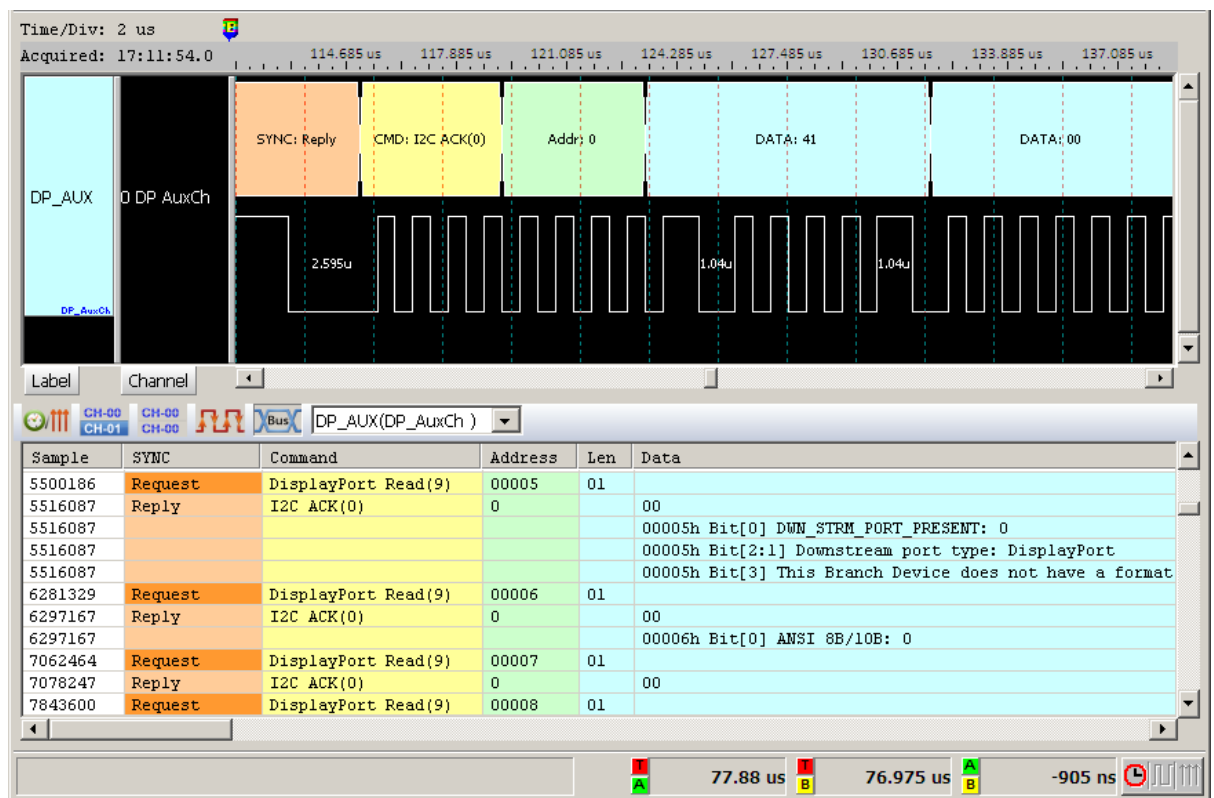 Time/Div: 2 us
Acquired: 17:11:54.0
114.685 us 117.885 us 121.085 us 124.285 us 127.485 us 130.685 us 133.885 us 137.085 us
SYNC: Reply CMD: I2C ACK(0) Addr: 0 DATA: 41 DATA: 00
DP_AUX 0 DP AuxCh
2.595u 1.04u 1.04u
DP_AuxCh
Label Channel
CH-00 CH-01 CH-00 CH-00 Bus DP_AUX(DP_AuxCh )
Sample SYNC Command Address Len Data
5500186 Request DisplayPort Read(9) 00005 01
5516087 Reply I2C ACK(0) 0 00
5516087 00005h Bit[0] DWN_STRM_PORT_PRESENT: 0
5516087 00005h Bit[2:1] Downstream port type: DisplayPort
5516087 00005h Bit[3] This Branch Device does not have a format
6281329 Request DisplayPort Read(9) 00006 01
6297167 Reply I2C ACK(0) 0 00
6297167 00006h Bit[0] ANSI 8B/10B: 0
7062464 Request DisplayPort Read(9) 00007 01
7078247 Reply I2C ACK(0) 0 00
7843600 Request DisplayPort Read(9) 00008 01
T A 77.88 us T B 76.975 us A B -905 ns